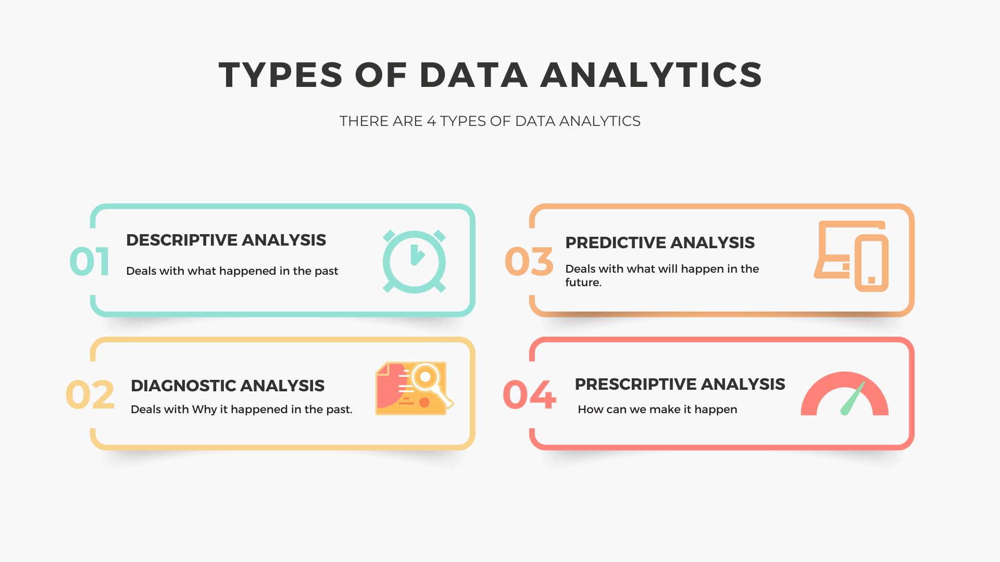 TYPES OF DATA ANALYTICS
THERE ARE 4 TYPES OF DATA ANALYTICS
01
DESCRIPTIVE ANALYSIS
Deals with what happened in the past
02
DIAGNOSTIC ANALYSIS
Deals with Why it happened in the past.
03
PREDICTIVE ANALYSIS
Deals with what will happen in the
future.
04
PRESCRIPTIVE ANALYSIS
How can we make it happen